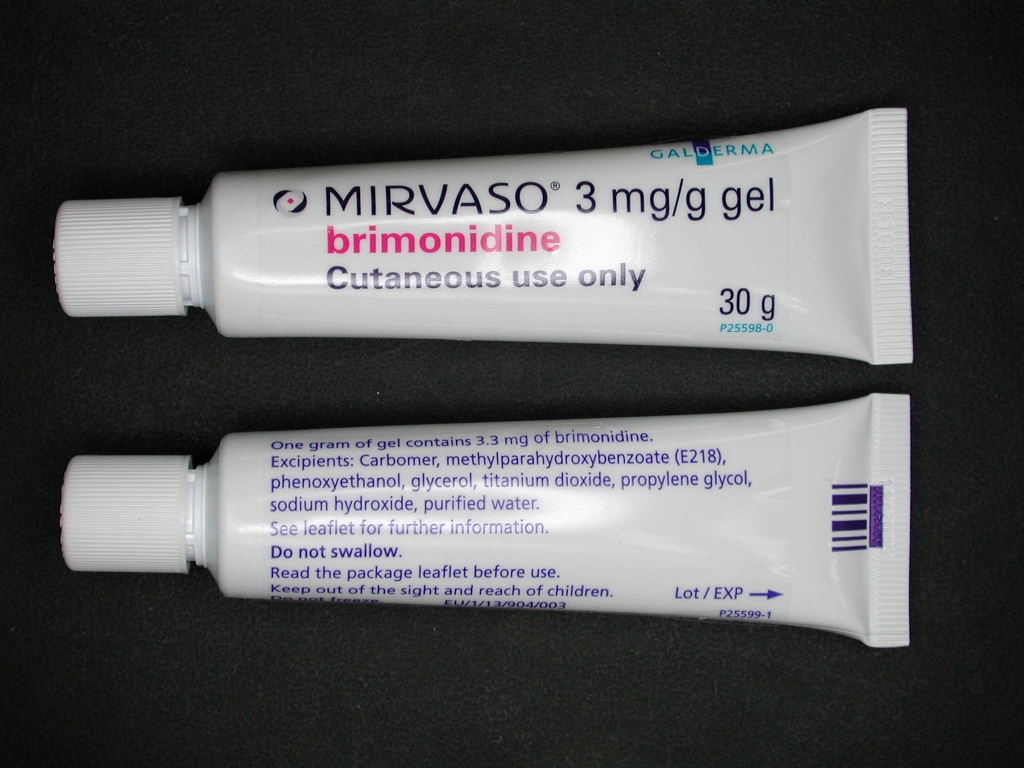 GALDERMA
MIRVASO® 3 mg/g gel
brimonidine
Cutaneous use only
30 g
P25598-0
One gram of gel contains 3.3 mg of brimonidine.
Excipients: Carbomer, methylparahydroxybenzoate (E218),
phenoxyethanol, glycerol, titanium dioxide, propylene glycol,
sodium hydroxide, purified water.
See leaflet for further information.
Do not swallow.
Read the package leaflet before use.
Keep out of the sight and reach of children.
Do not freeze. EU/1/13/904/003
Lot / EXP
P25599-1